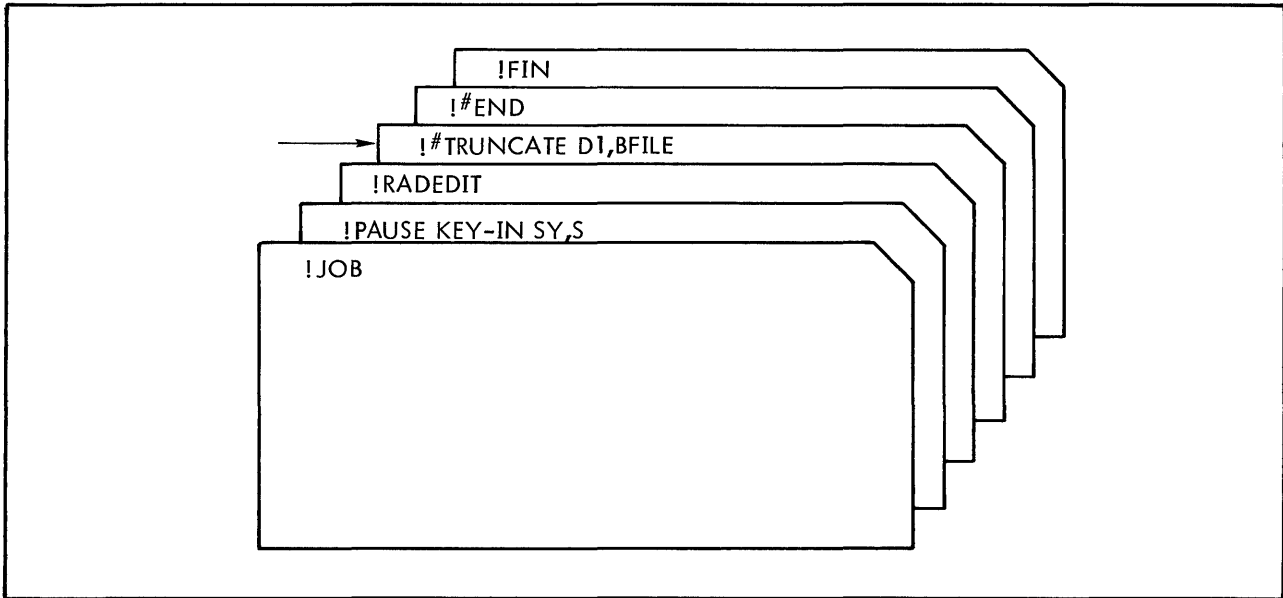 !FIN
!#END
!#TRUNCATE D1,BFILE
!RADEDIT
!PAUSE KEY-IN SY,S
!JOB